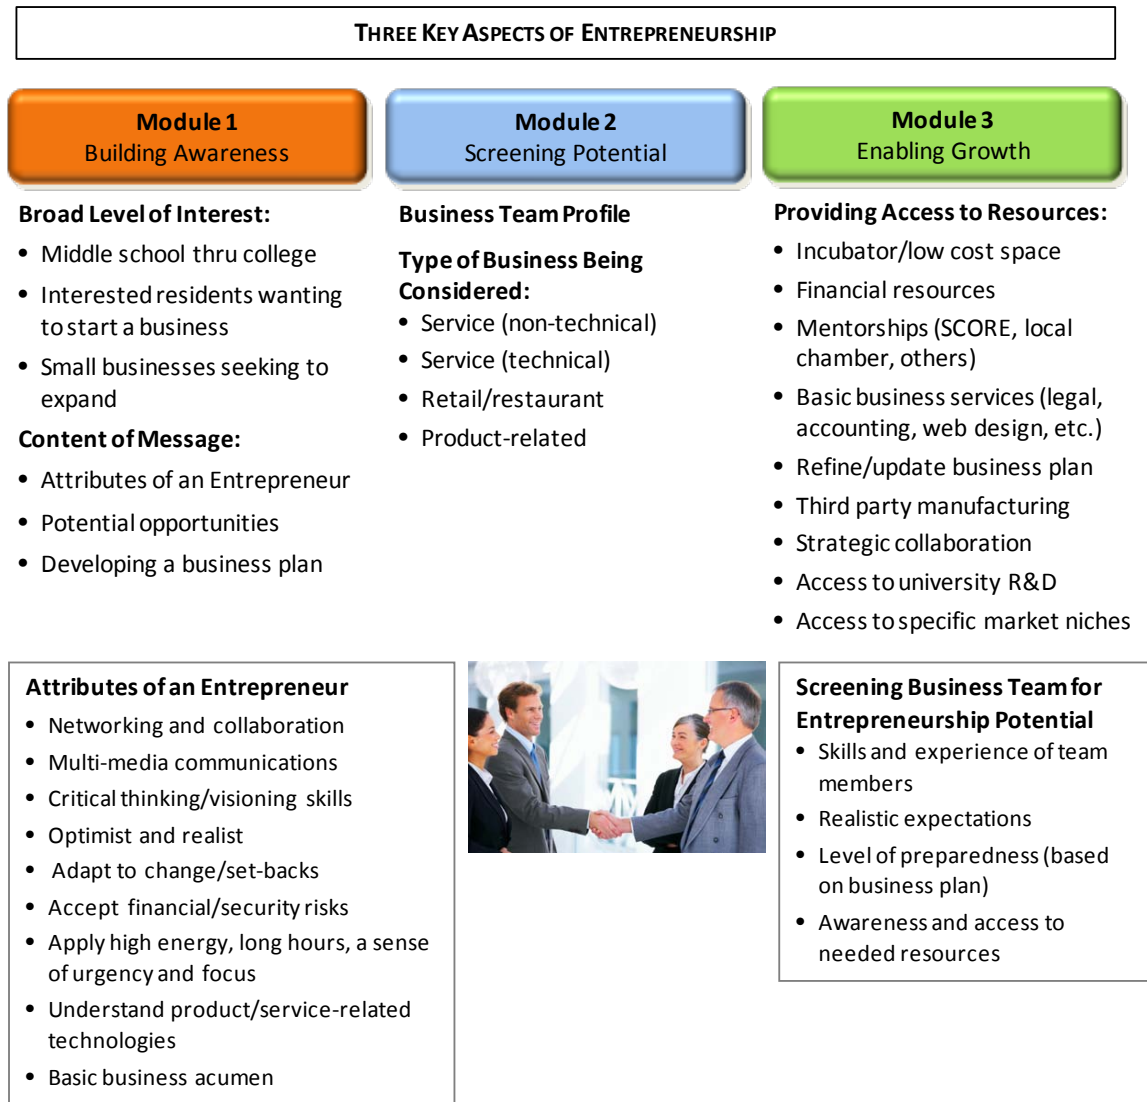 THREE KEY ASPECTS OF ENTREPRENEURSHIP
Module 1
Building Awareness
Broad Level of Interest:
• Middle school thru college
• Interested residents wanting
to start a business
• Small businesses seeking to
expand
Content of Message:
• Attributes of an Entrepreneur
• Potential opportunities
• Developing a business plan
Module 2
Screening Potential
Business Team Profile
Type of Business Being
Considered:
• Service (non-technical)
• Service (technical)
• Retail/restaurant
• Product-related
Module 3
Enabling Growth
Providing Access to Resources:
• Incubator/low cost space
• Financial resources
• Mentorships (SCORE, local
chamber, others)
• Basic business services (legal,
accounting, web design, etc.)
• Refine/update business plan
• Third party manufacturing
• Strategic collaboration
• Access to university R&D
• Access to specific market niches
Attributes of an Entrepreneur
• Networking and collaboration
• Multi-media communications
• Critical thinking/visioning skills
• Optimist and realist
• Adapt to change/set-backs
• Accept financial/security risks
• Apply high energy, long hours, a sense
of urgency and focus
• Understand product/service-related
technologies
• Basic business acumen
Screening Business Team for
Entrepreneurship Potential
• Skills and experience of team
members
• Realistic expectations
• Level of preparedness (based
on business plan)
• Awareness and access to
needed resources